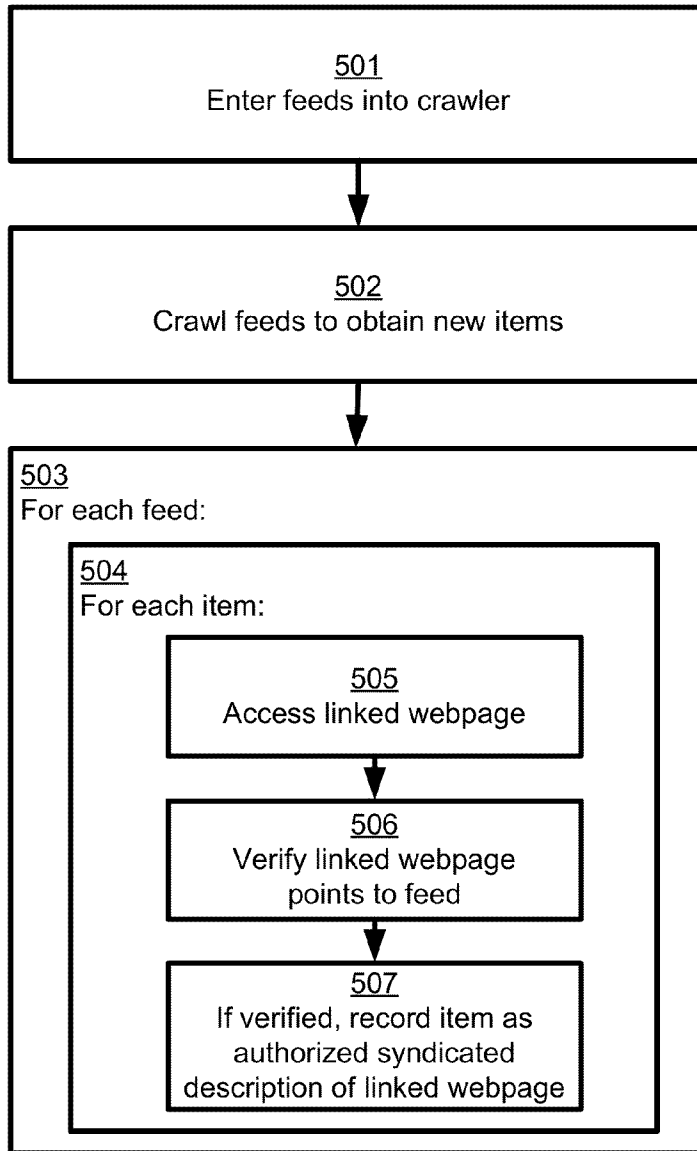 501
Enter feeds into crawler
502
Crawl feeds to obtain new items
503
For each feed:
504
For each item:
505
Access linked webpage
506
Verify linked webpage
points to feed
507
If verified, record item as
authorized syndicated
description of linked webpage